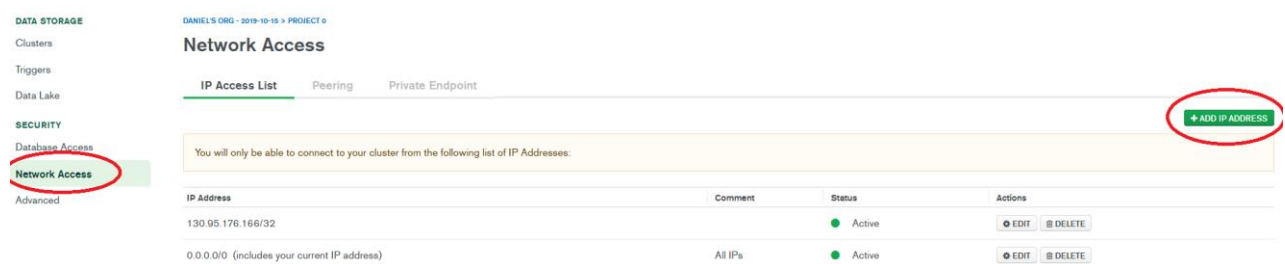 DATA STORAGE
Clusters
Triggers
Data Lake
SECURITY
Database Access
Network Access
Advanced
DANIEL'S ORG - 2019-10-15 > PROJECT 0
Network Access
IP Access List Peering Private Endpoint
+ ADD IP ADDRESS
You will only be able to connect to your cluster from the following list of IP Addresses:
IP Address Comment Status Actions
130.95.176.166/32 Active EDIT DELETE
0.0.0.0/0 (includes your current IP address) All IPs Active EDIT DELETE